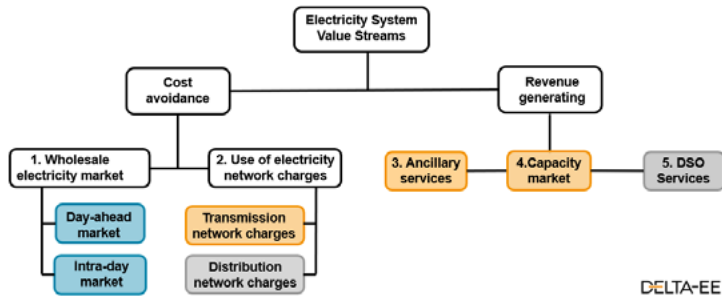 Electricity System
Value Streams
Cost
avoidance
Revenue
generating
1. Wholesale
electricity market
2. Use of electricity
network charges
3. Ancillary
services
4.Capacity
market
5. DSO
Services
Day-ahead
market
Transmission
network charges
Intra-day
market
Distribution
network charges
DELTA-EE